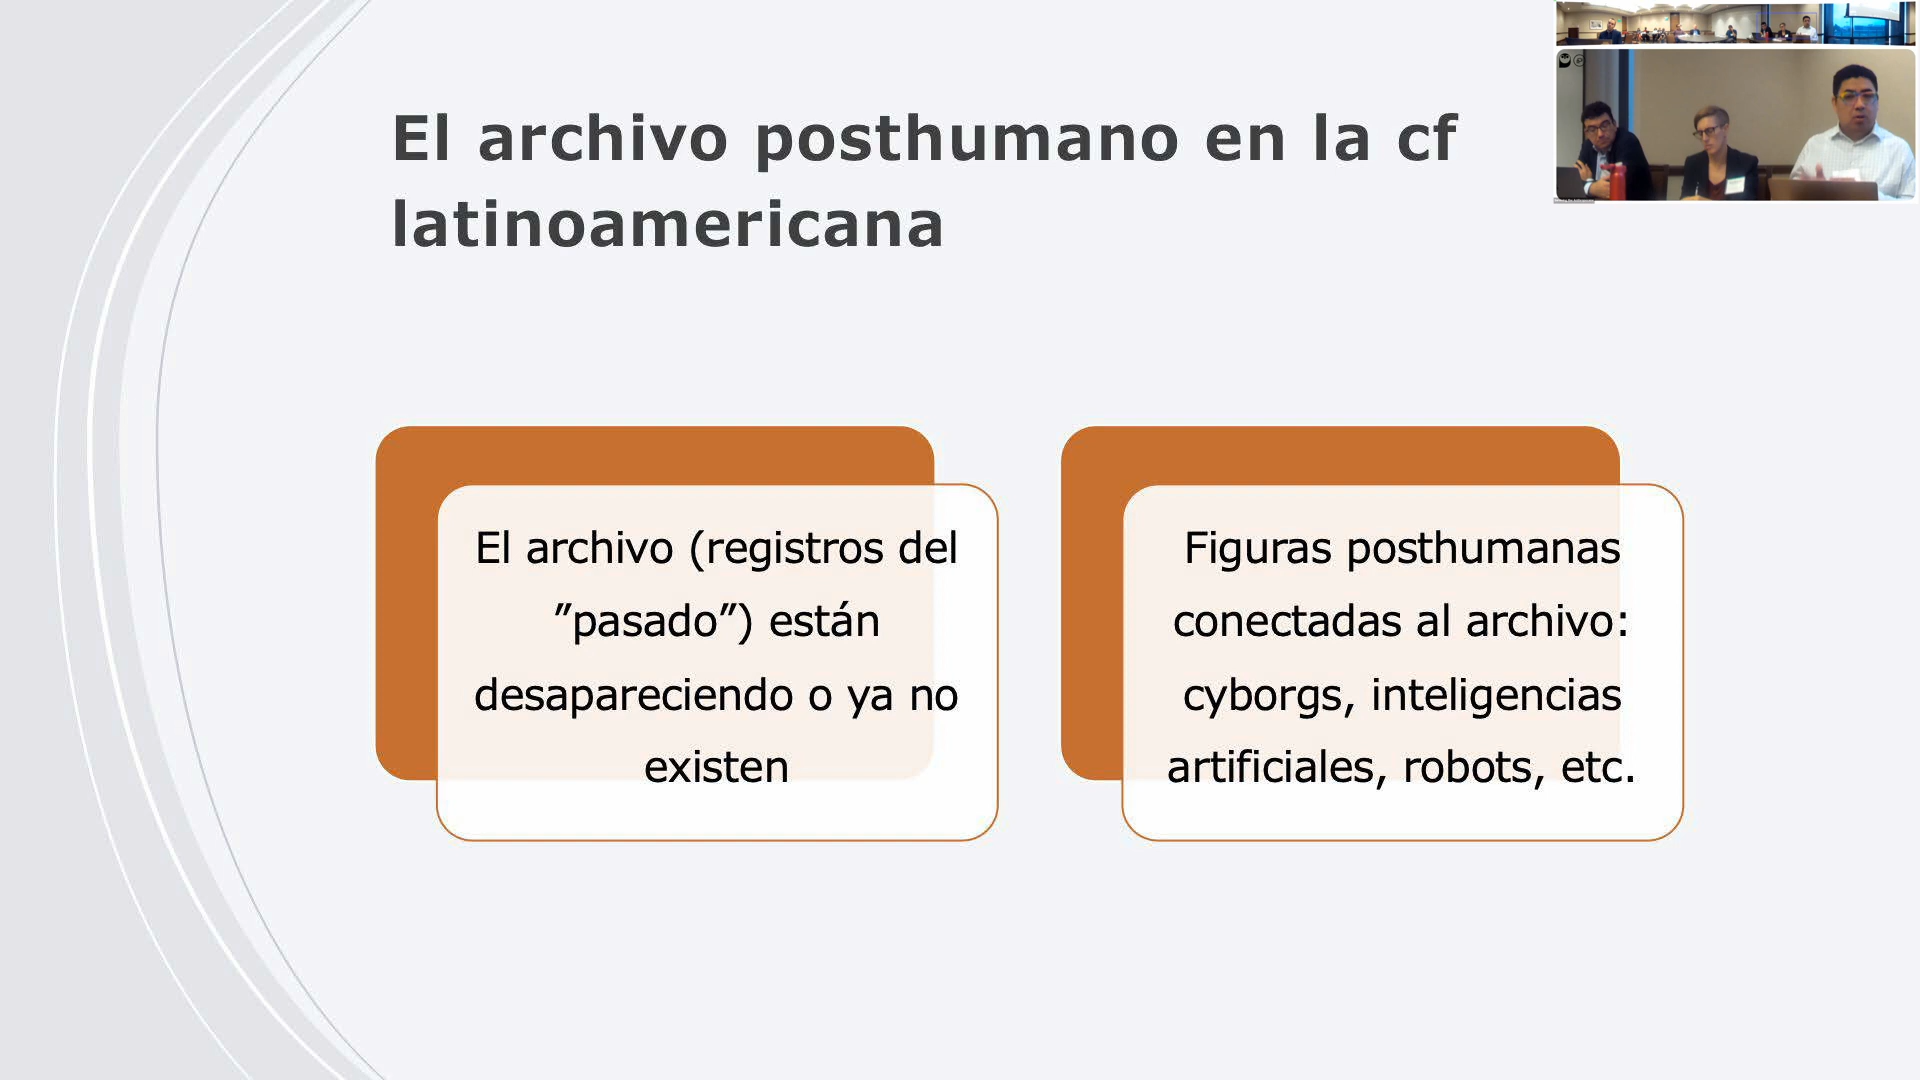 El archivo posthumano en la cf
latinoamericana
El archivo (registros del
”pasado”) están
desapareciendo o ya no
existen
Figuras posthumanas
conectadas al archivo:
cyborgs, inteligencias
artificiales, robots, etc.